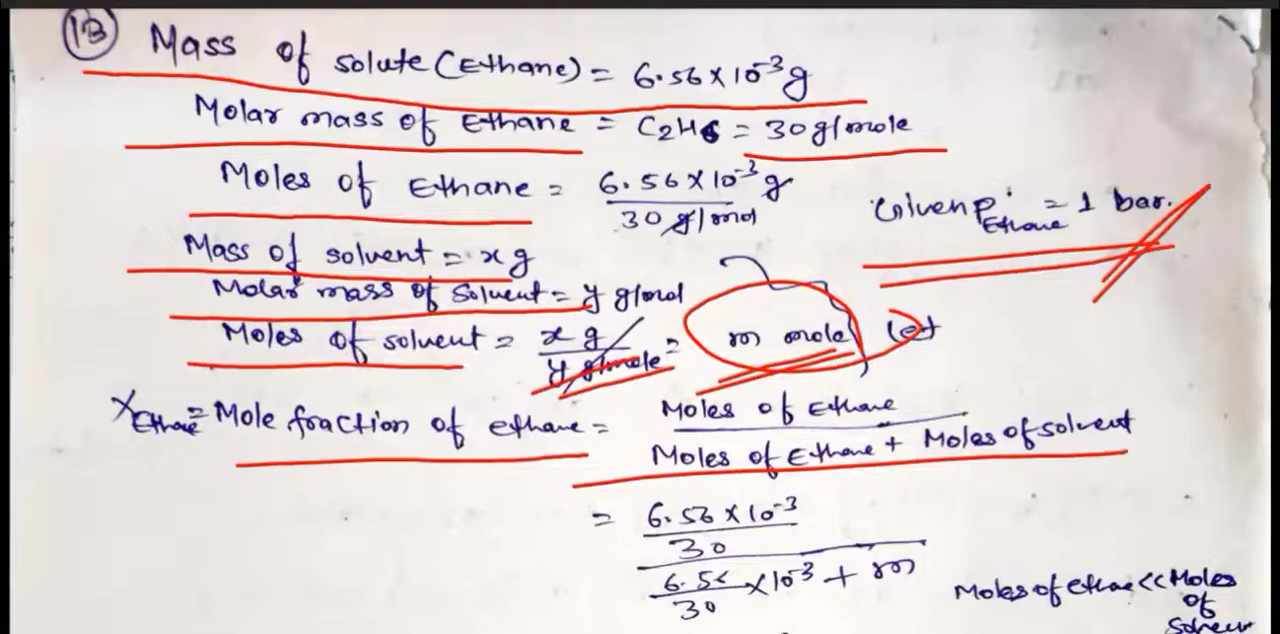 13 Mass of solute (Ethane) = 6.56 × 10⁻³ g
Molar mass of Ethane = C₂H₆ = 30 g/mole
Moles of Ethane = 6.56 × 10⁻³ g
30 g/mol
Given P Ethane = 1 bar.
Mass of solvent = x g
Molar mass of Solvent = y g/mol
Moles of solvent = x g / y g/mole = m mole (let
X Ethane = Mole fraction of ethane = Moles of Ethane
Moles of Ethane + Moles of solvent
= 6.56 × 10⁻³
30
6.56 × 10⁻³ + m
30
Moles of ethae << Moles
of